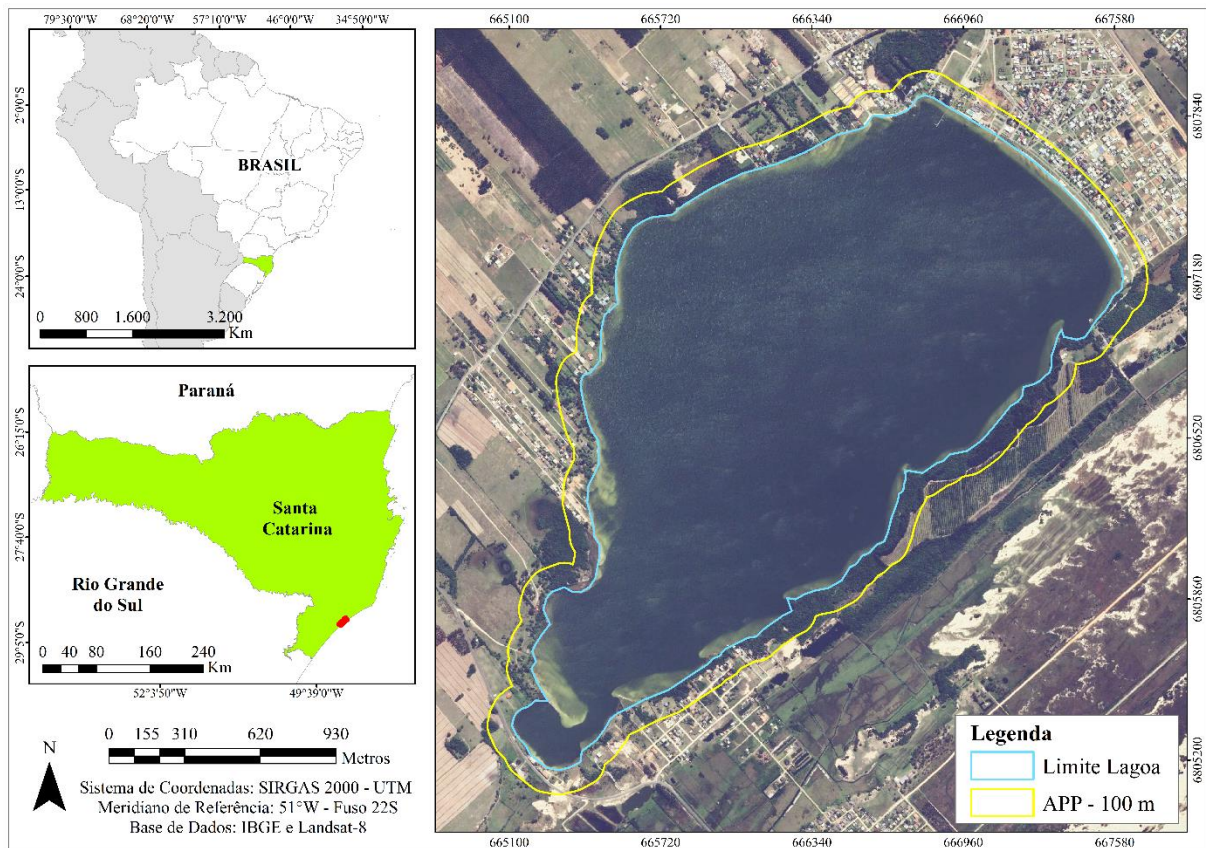 79°30'0"W 68°20'0"W 57°10'0"W 46°0'0"W 34°50'0"W
2°0'0"S
13°0'0"S
24°0'0"S
BRASIL
0 800 1.600 3.200
Km
Paraná
26°15'0"S
27°40'0"S
29°5'0"S
Santa
Catarina
Rio Grande
do Sul
0 40 80 160 240
Km
52°3'50"W 49°39'0"W
0 155 310 620 930
Metros
N
Sistema de Coordenadas: SIRGAS 2000 - UTM
Meridiano de Referência: 51°W - Fuso 22S
Base de Dados: IBGE e Landsat-8
665100 665720 666340 666960 667580
6807840
6807180
6806520
6805860
6805200
Legenda
Limite Lagoa
APP - 100 m
665100 665720 666340 666960 667580